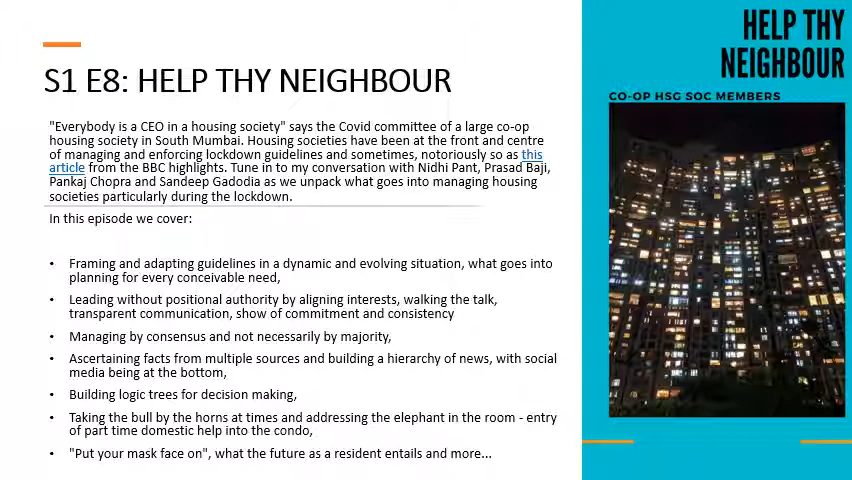 S1 E8: HELP THY NEIGHBOUR
"Everybody is a CEO in a housing society" says the Covid committee of a large co-op
housing society in South Mumbai. Housing societies have been at the front and centre
of managing and enforcing lockdown guidelines and sometimes, notoriously so as this
article from the BBC highlights. Tune in to my conversation with Nidhi Pant, Prasad Baji,
Pankaj Chopra and Sandeep Gadodia as we unpack what goes into managing housing
societies particularly during the lockdown.
In this episode we cover:
• Framing and adapting guidelines in a dynamic and evolving situation, what goes into
planning for every conceivable need,
• Leading without positional authority by aligning interests, walking the talk,
transparent communication, show of commitment and consistency
• Managing by consensus and not necessarily by majority,
• Ascertaining facts from multiple sources and building a hierarchy of news, with social
media being at the bottom,
• Building logic trees for decision making,
• Taking the bull by the horns at times and addressing the elephant in the room - entry
of part time domestic help into the condo,
• "Put your mask face on", what the future as a resident entails and more...
HELP THY
NEIGHBOUR
CO-OP HSG SOC MEMBERS